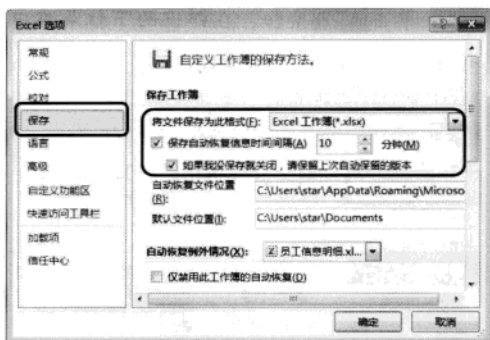 Excel 选项
常规
公式
校对
保存
语言
高级
自定义功能区
快速访问工具栏
加载项
信任中心
自定义工作簿的保存方法。
保存工作簿
将文件保存为此格式(F): Excel 工作簿(*.xlsx)
保存自动恢复信息时间间隔(A) 10 分钟(M)
如果我没保存就关闭，请保留上次自动保留的版本
自动恢复文件位置(R): C:\Users\star\AppData\Roaming\Microso
默认文件位置(I): C:\Users\star\Documents
自动恢复例外情况(X): 员工信息明细.xl...
仅禁用此工作簿的自动恢复(D)
确定 取消